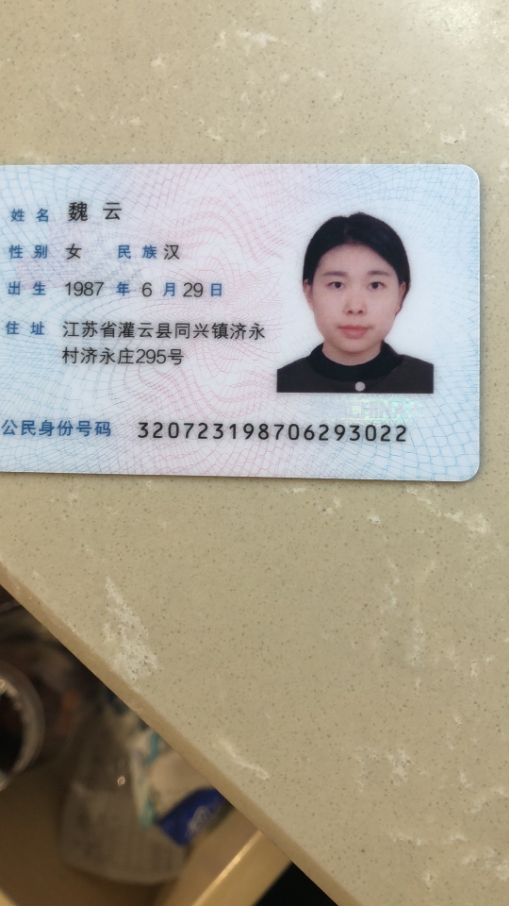 姓名 魏云
性别 女 民族 汉
出生 1987 年 6 月 29 日
住址 江苏省灌云县同兴镇济永
村济永庄295号
公民身份号码 320723198706293022